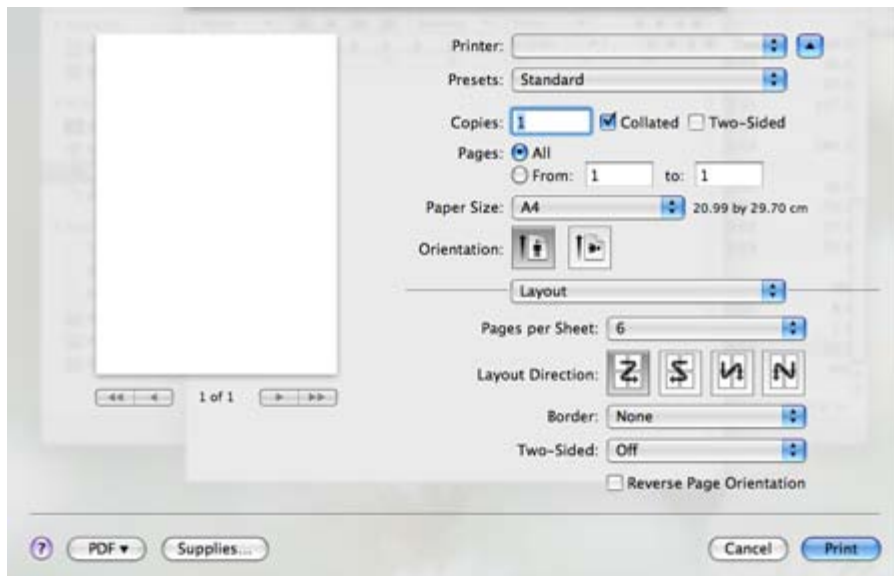 Printer:
Presets: Standard
Copies: 1 Collated Two-Sided
Pages: All
From: 1 to: 1
Paper Size: A4 20.99 by 29.70 cm
Orientation:
Layout
Pages per Sheet: 6
Layout Direction:
1 of 1
Border: None
Two-Sided: Off
Reverse Page Orientation
? PDF Supplies... Cancel Print